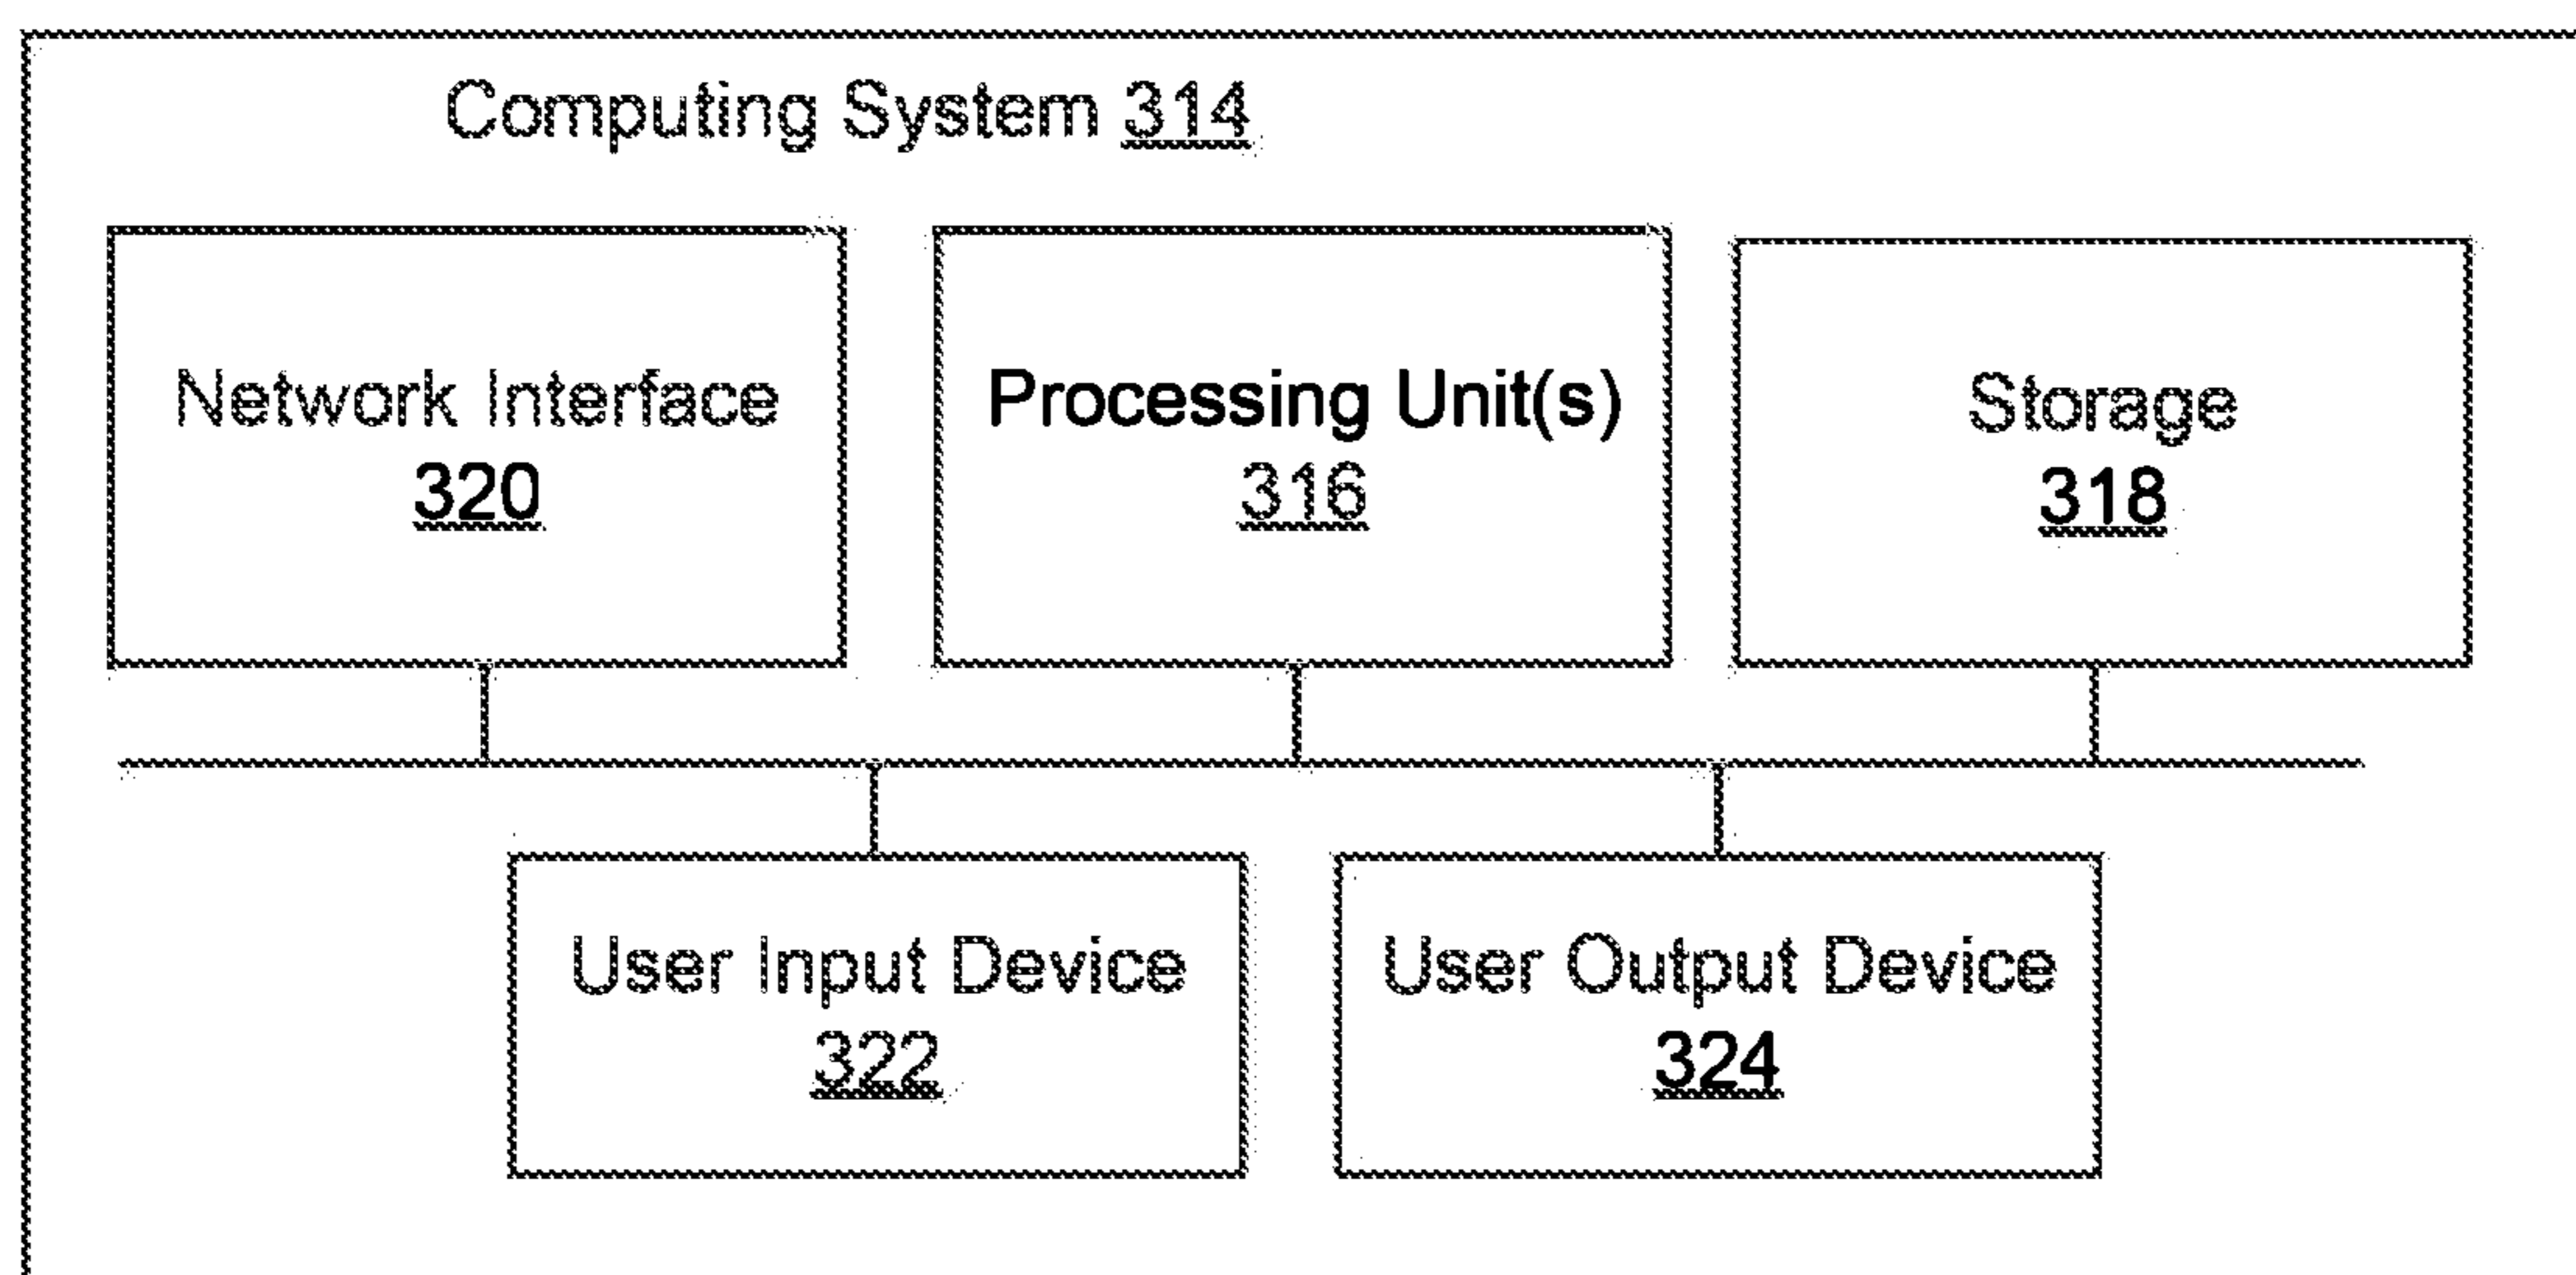 Computing System 314
Network Interface
320
Processing Unit(s)
316
Storage
318
User Input Device
322
User Output Device
324